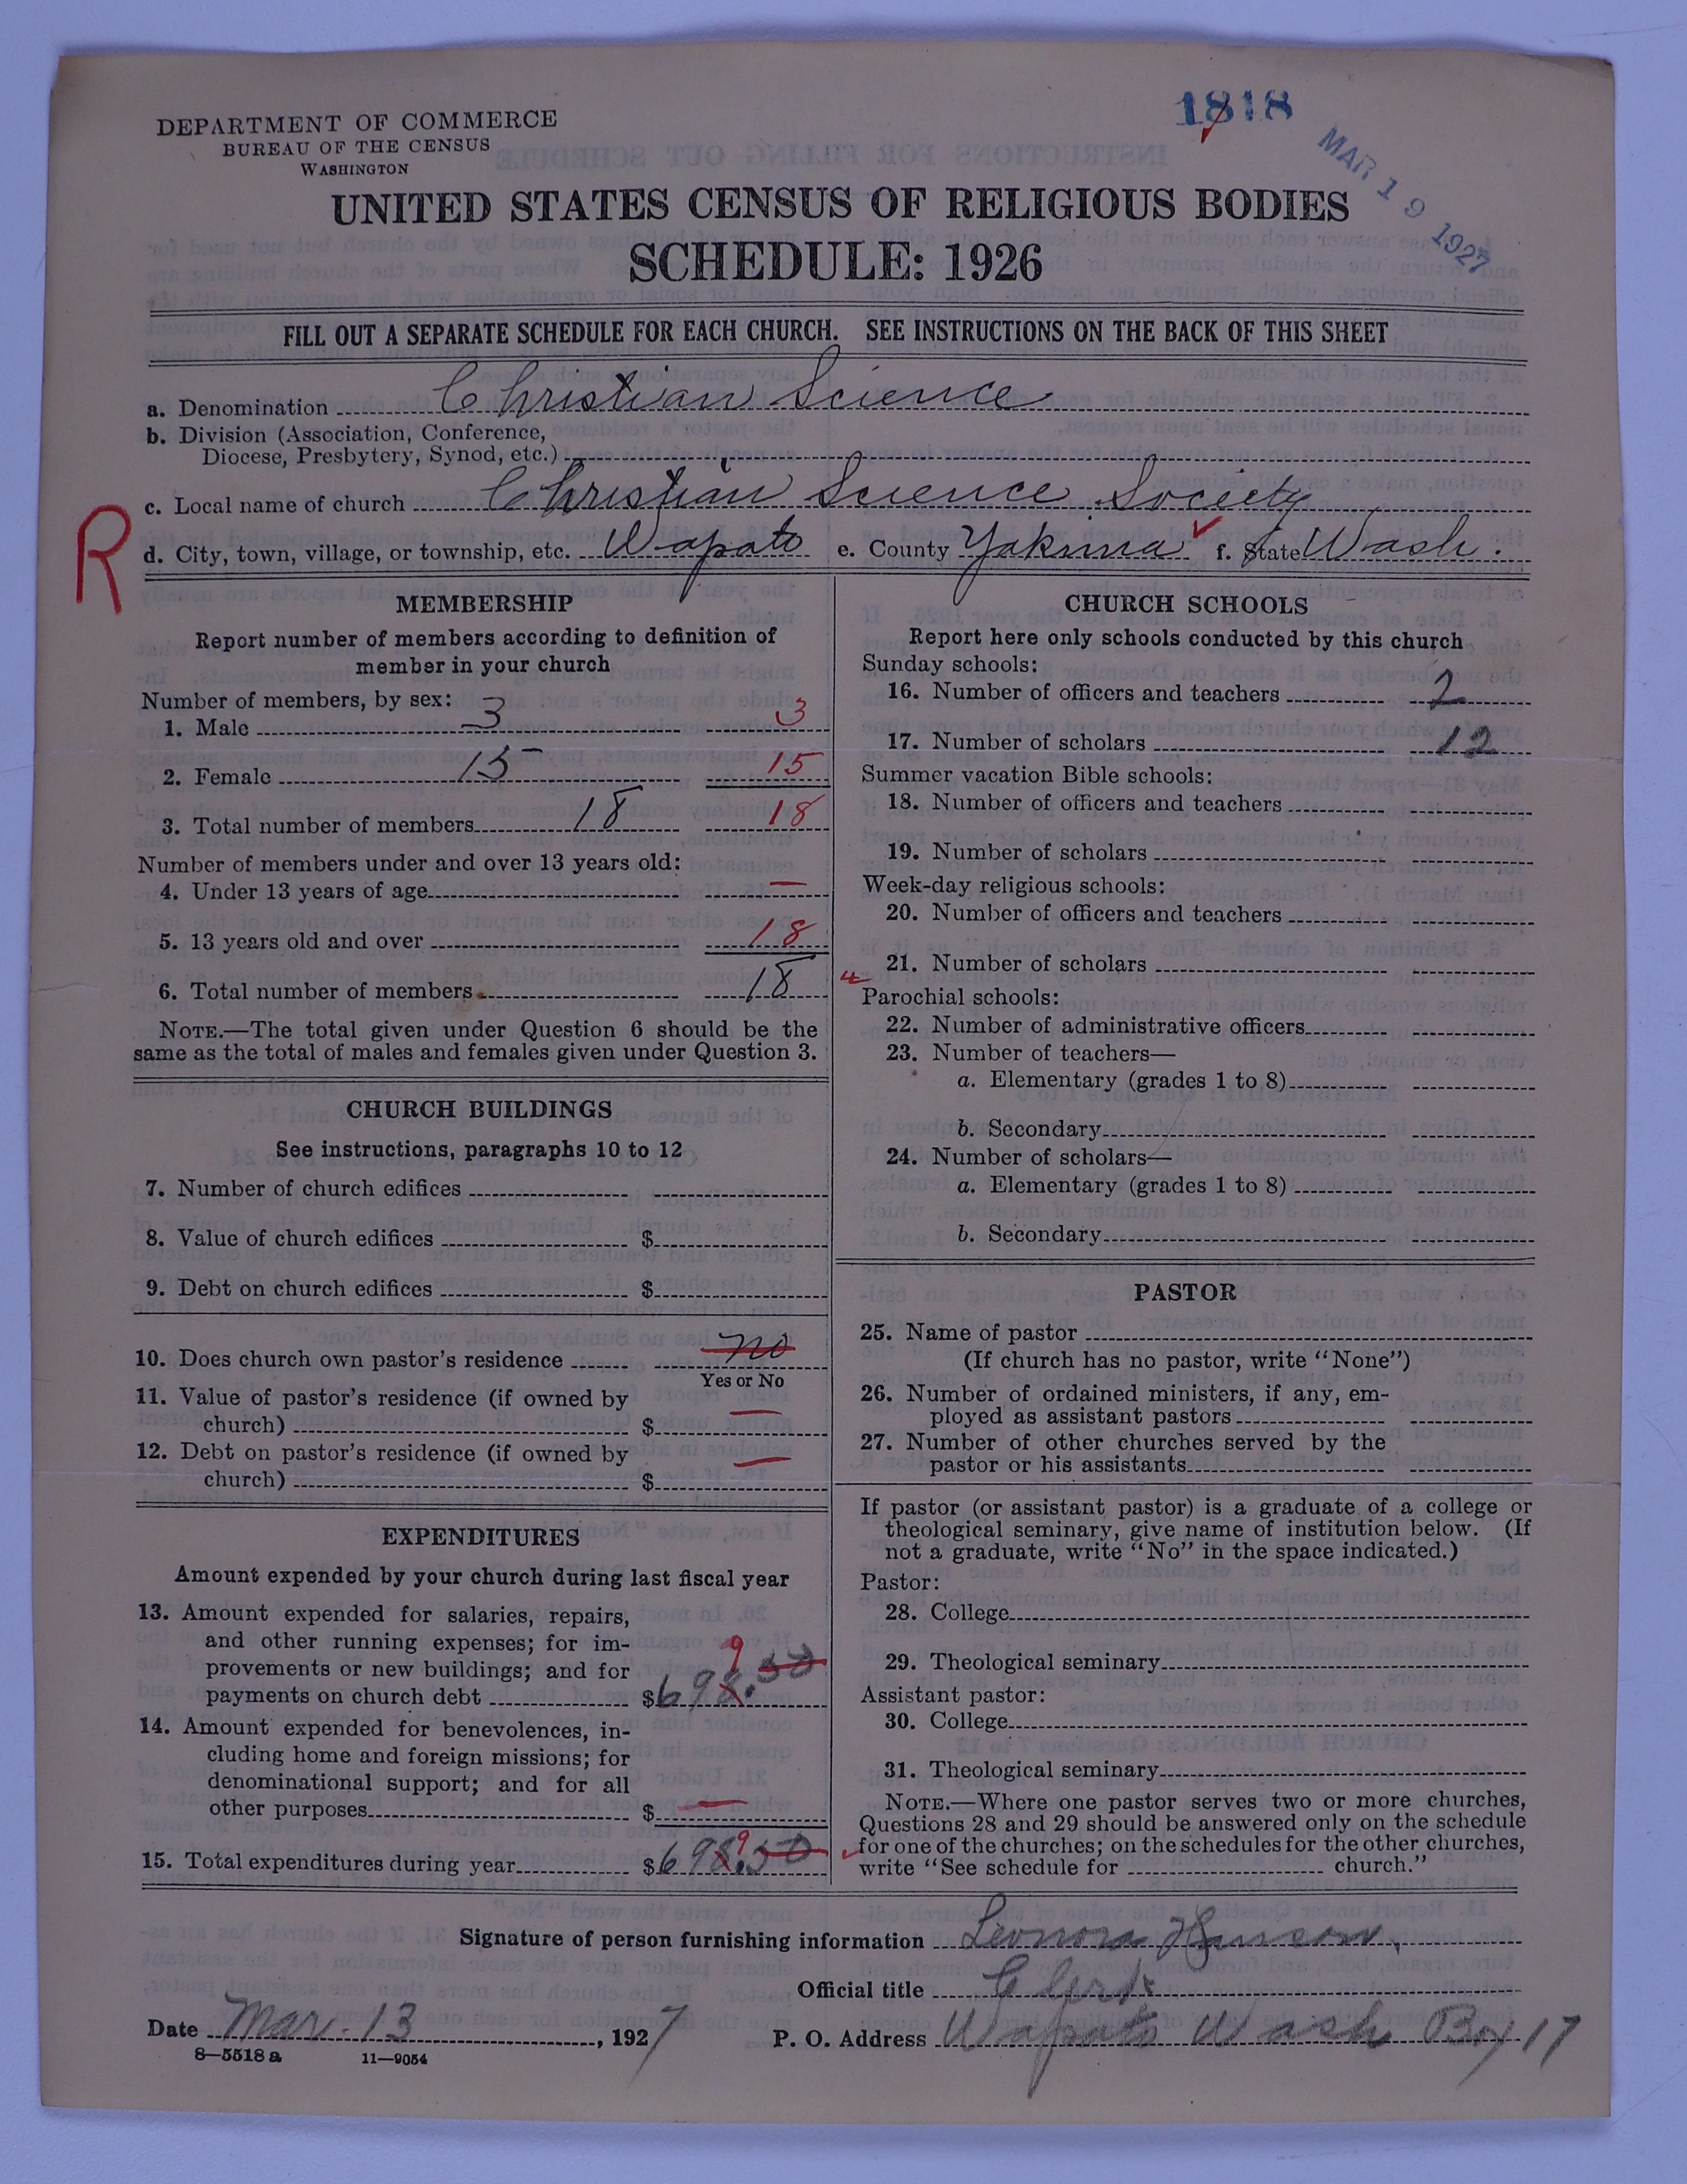 1818
MAR 19 1927
DEPARTMENT OF COMMERCE
BUREAU OF THE CENSUS
WASHINGTON
UNITED STATES CENSUS OF RELIGIOUS BODIES
SCHEDULE: 1926
FILL OUT A SEPARATE SCHEDULE FOR EACH CHURCH. SEE INSTRUCTIONS ON THE BACK OF THIS SHEET
a. Denomination Christian Science
b. Division (Association, Conference,
Diocese, Presbytery, Synod, etc.)
c. Local name of church Christian Science Society
R
d. City, town, village, or township, etc. Wapato e. County Yakima f. State Wash.
MEMBERSHIP
Report number of members according to definition of
member in your church
Number of members, by sex:
1. Male 3 3
2. Female 15 15
3. Total number of members 18 18
Number of members under and over 13 years old:
4. Under 13 years of age —
5. 13 years old and over 18
6. Total number of members 18
NOTE.—The total given under Question 6 should be the
same as the total of males and females given under Question 3.
CHURCH BUILDINGS
See instructions, paragraphs 10 to 12
7. Number of church edifices
8. Value of church edifices $
9. Debt on church edifices $
10. Does church own pastor's residence no
Yes or No
11. Value of pastor's residence (if owned by
church) $ —
12. Debt on pastor's residence (if owned by
church) $ —
EXPENDITURES
Amount expended by your church during last fiscal year
13. Amount expended for salaries, repairs,
and other running expenses; for im-
provements or new buildings; and for
9
payments on church debt $698.50
14. Amount expended for benevolences, in-
cluding home and foreign missions; for
denominational support; and for all
other purposes $ —
9
15. Total expenditures during year $698.50
CHURCH SCHOOLS
Report here only schools conducted by this church
Sunday schools:
16. Number of officers and teachers 2
17. Number of scholars 12
Summer vacation Bible schools:
18. Number of officers and teachers
19. Number of scholars
Week-day religious schools:
20. Number of officers and teachers
21. Number of scholars
Parochial schools:
22. Number of administrative officers
23. Number of teachers—
a. Elementary (grades 1 to 8)
b. Secondary
24. Number of scholars—
a. Elementary (grades 1 to 8)
b. Secondary
PASTOR
25. Name of pastor
(If church has no pastor, write "None")
26. Number of ordained ministers, if any, em-
ployed as assistant pastors
27. Number of other churches served by the
pastor or his assistants
If pastor (or assistant pastor) is a graduate of a college or
theological seminary, give name of institution below. (If
not a graduate, write "No" in the space indicated.)
Pastor:
28. College
29. Theological seminary
Assistant pastor:
30. College
31. Theological seminary
NOTE.—Where one pastor serves two or more churches,
Questions 28 and 29 should be answered only on the schedule
for one of the churches; on the schedules for the other churches,
write "See schedule for church."
Signature of person furnishing information Leonora
Official title Clerk
Date Mar. 13, 1927 P. O. Address Wapato Wash Box 17
8—5518a 11—9054